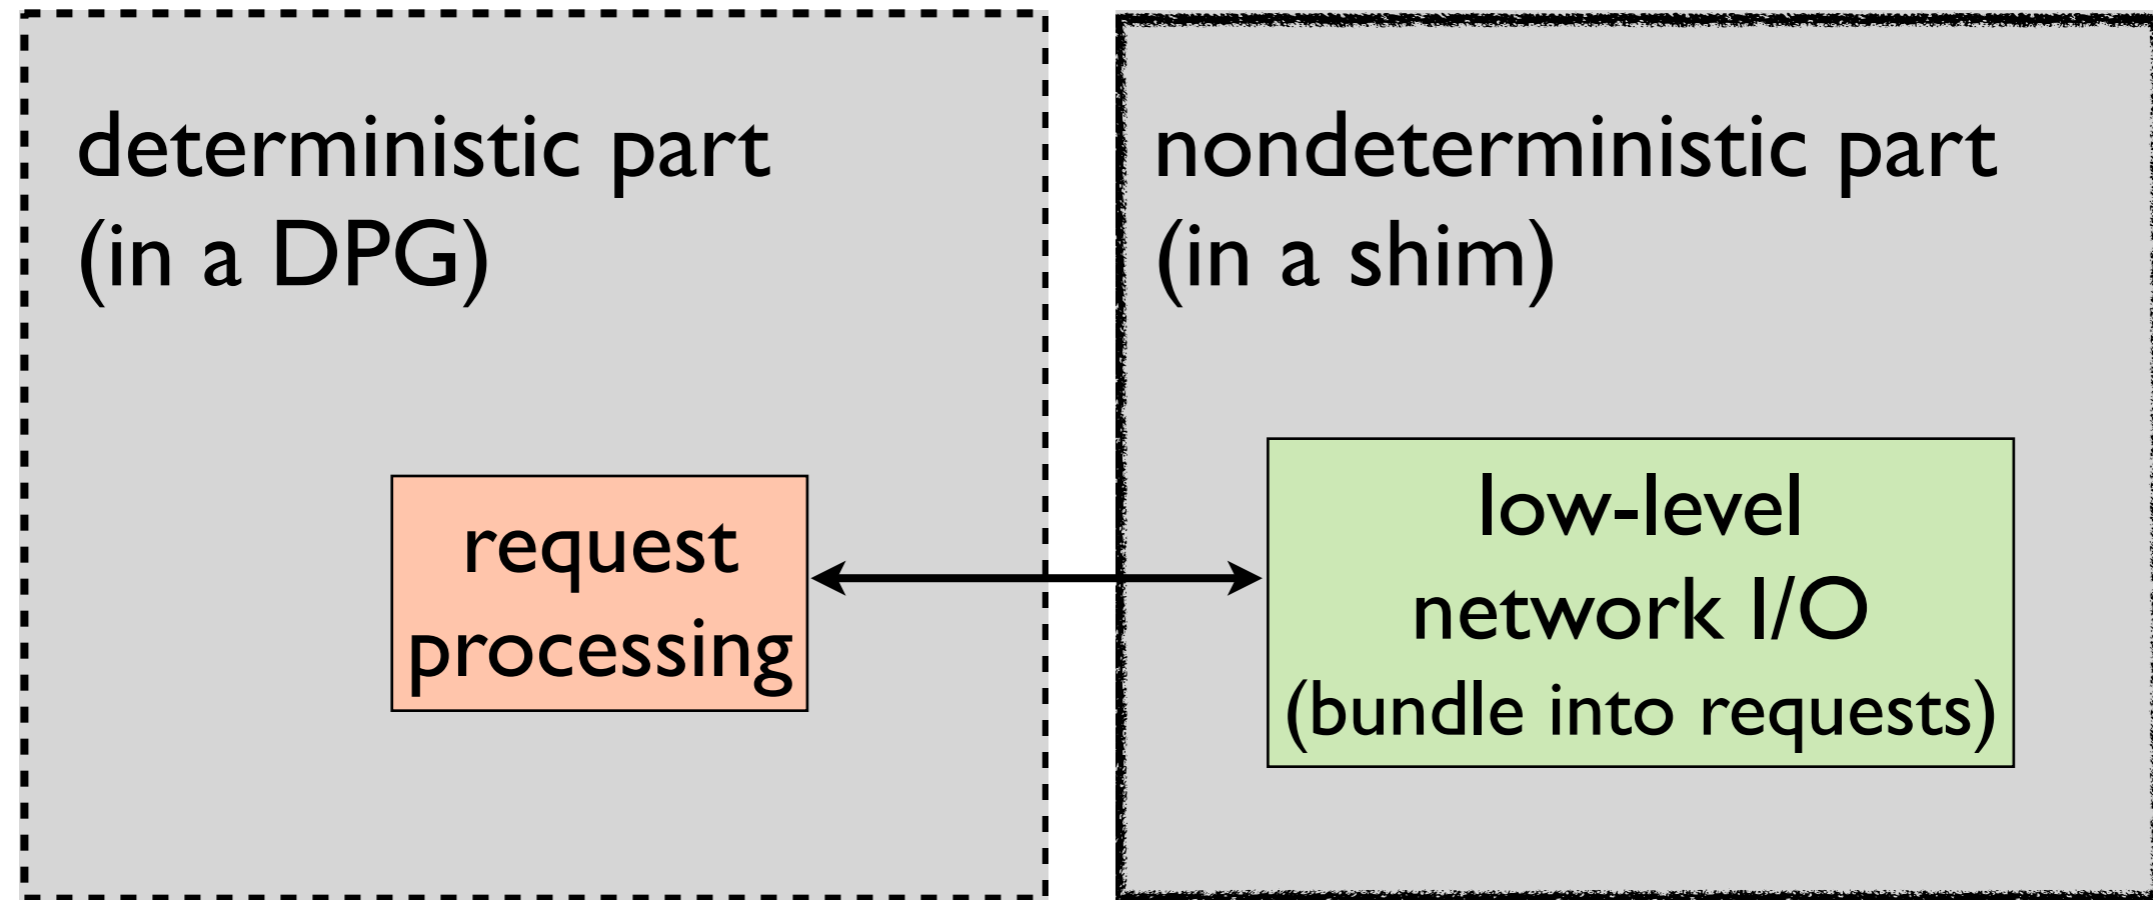 deterministic part
(in a DPG)
request
processing
nondeterministic part
(in a shim)
low-level
network I/O
(bundle into requests)